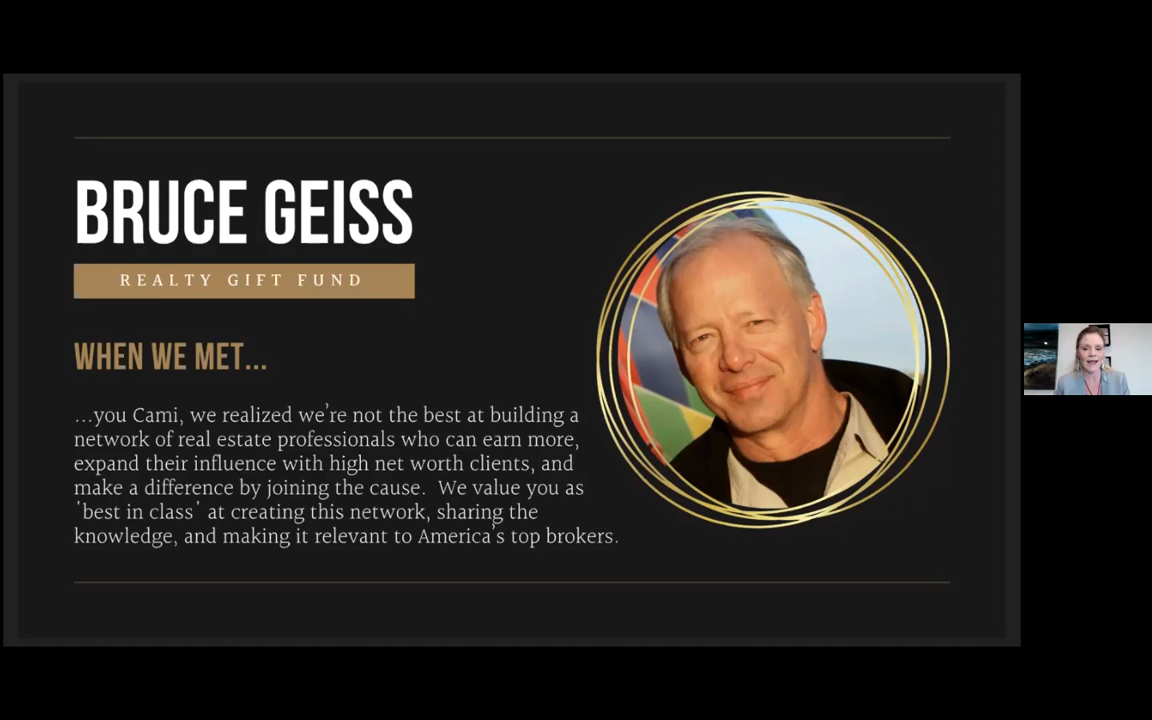 BRUCE GEISS
REALTY GIFT FUND
WHEN WE MET...
...you Cami, we realized we’re not the best at building a
network of real estate professionals who can earn more,
expand their influence with high net worth clients, and
make a difference by joining the cause. We value you as
'best in class' at creating this network, sharing the
knowledge, and making it relevant to America’s top brokers.